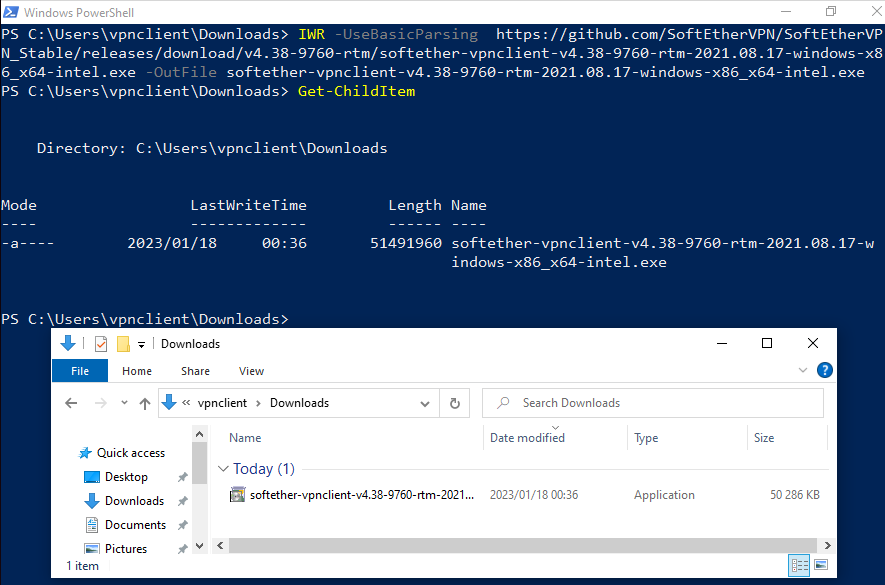 Windows PowerShell
PS C:\Users\vpnclient\Downloads> IWR -UseBasicParsing  https://github.com/SoftEtherVPN/SoftEtherVP
N_Stable/releases/download/v4.38-9760-rtm/softether-vpnclient-v4.38-9760-rtm-2021.08.17-windows-x8
6_x64-intel.exe -OutFile softether-vpnclient-v4.38-9760-rtm-2021.08.17-windows-x86_x64-intel.exe
PS C:\Users\vpnclient\Downloads> Get-ChildItem
Directory: C:\Users\vpnclient\Downloads
Mode LastWriteTime Length Name
---- ------------- ------ ----
-a---- 2023/01/18 00:36 51491960 softether-vpnclient-v4.38-9760-rtm-2021.08.17-w
indows-x86_x64-intel.exe
PS C:\Users\vpnclient\Downloads>
Downloads
File Home Share View
« vpnclient > Downloads Search Downloads
Name Date modified Type Size
Quick access
Today (1)
Desktop
softether-vpnclient-v4.38-9760-rtm-2021... 2023/01/18 00:36 Application 50 286 KB
Downloads
Documents
Pictures
1 item